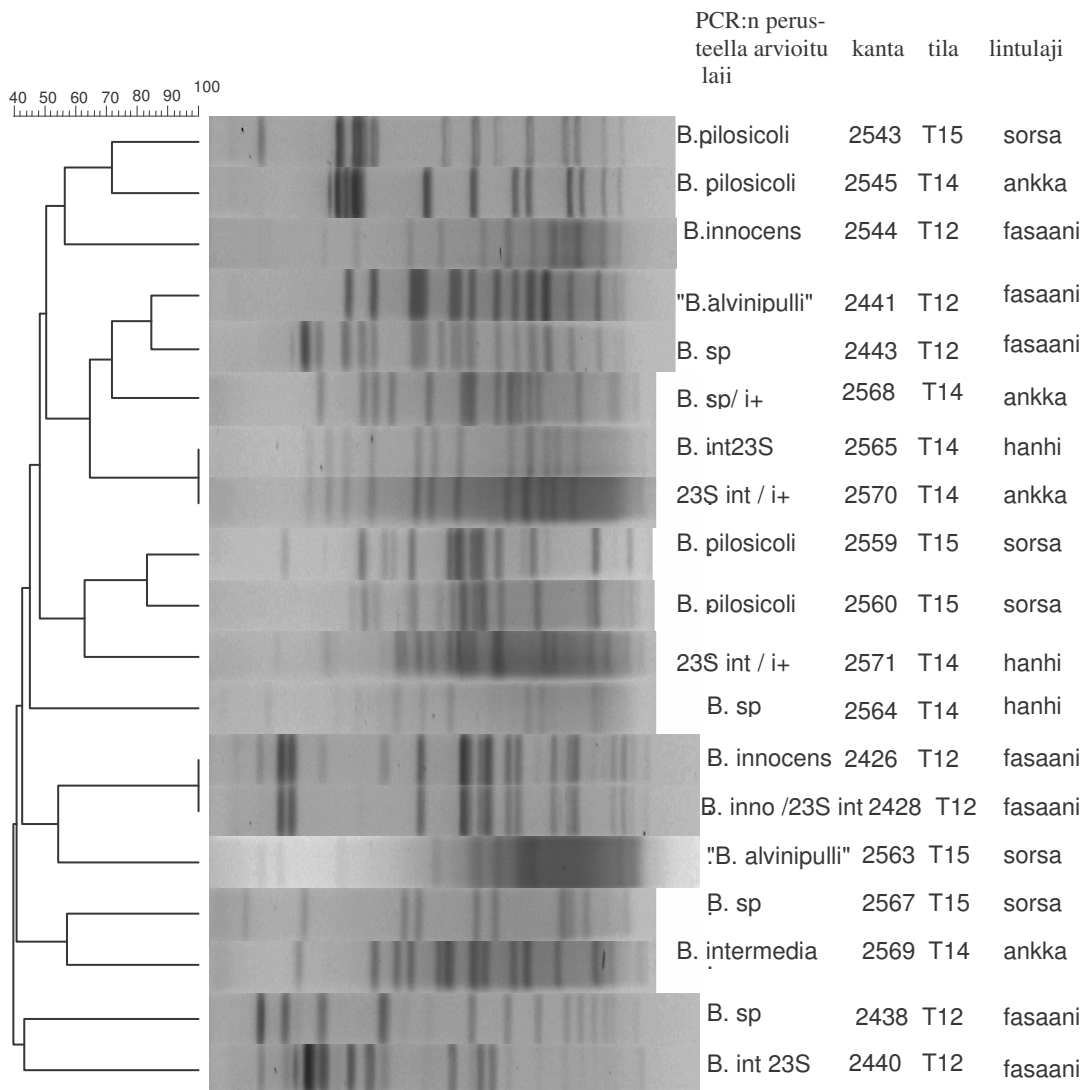 PCR:n perus-
teella arvioitu kanta tila lintulaji
laji
40 50 60 70 80 90 100
B.pilosicoli 2543 T15 sorsa
B. pilosicoli 2545 T14 ankka
B.innocens 2544 T12 fasaani
"B.alvinipulli" 2441 T12 fasaani
B. sp 2443 T12 fasaani
B. sp/ i+ 2568 T14 ankka
B. int23S 2565 T14 hanhi
23S int / i+ 2570 T14 ankka
B. pilosicoli 2559 T15 sorsa
B. pilosicoli 2560 T15 sorsa
23S int / i+ 2571 T14 hanhi
B. sp 2564 T14 hanhi
B. innocens 2426 T12 fasaani
B. inno /23S int 2428 T12 fasaani
"B. alvinipulli" 2563 T15 sorsa
B. sp 2567 T15 sorsa
B. intermedia 2569 T14 ankka
B. sp 2438 T12 fasaani
B. int 23S 2440 T12 fasaani